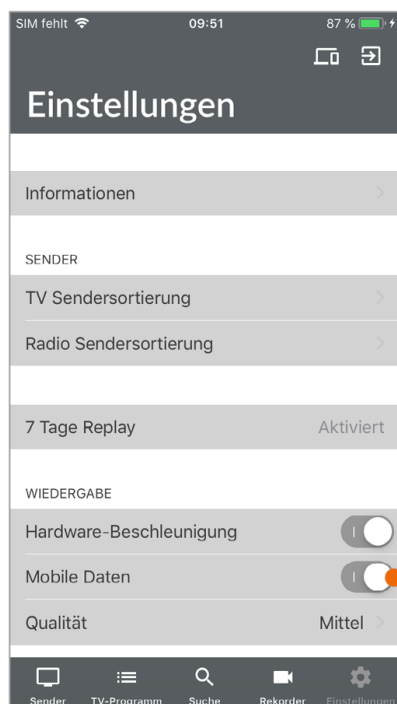 SIM fehlt 09:51 87 %
Einstellungen
Informationen
SENDER
TV Sendersortierung
Radio Sendersortierung
7 Tage Replay Aktiviert
WIEDERGABE
Hardware-Beschleunigung
Mobile Daten
Qualität Mittel
Sender TV-Programm Suche Rekorder Einstellungen